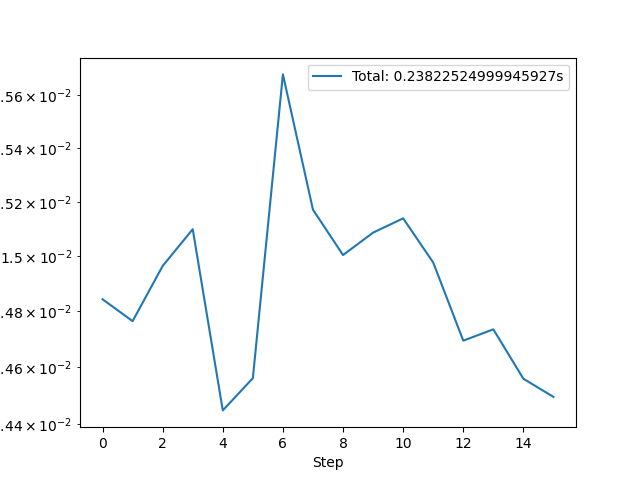 Total: 0.23822524999945927s
.56 × 10⁻²
.54 × 10⁻²
.52 × 10⁻²
1.5 × 10⁻²
.48 × 10⁻²
.46 × 10⁻²
.44 × 10⁻²
0 2 4 6 8 10 12 14
Step